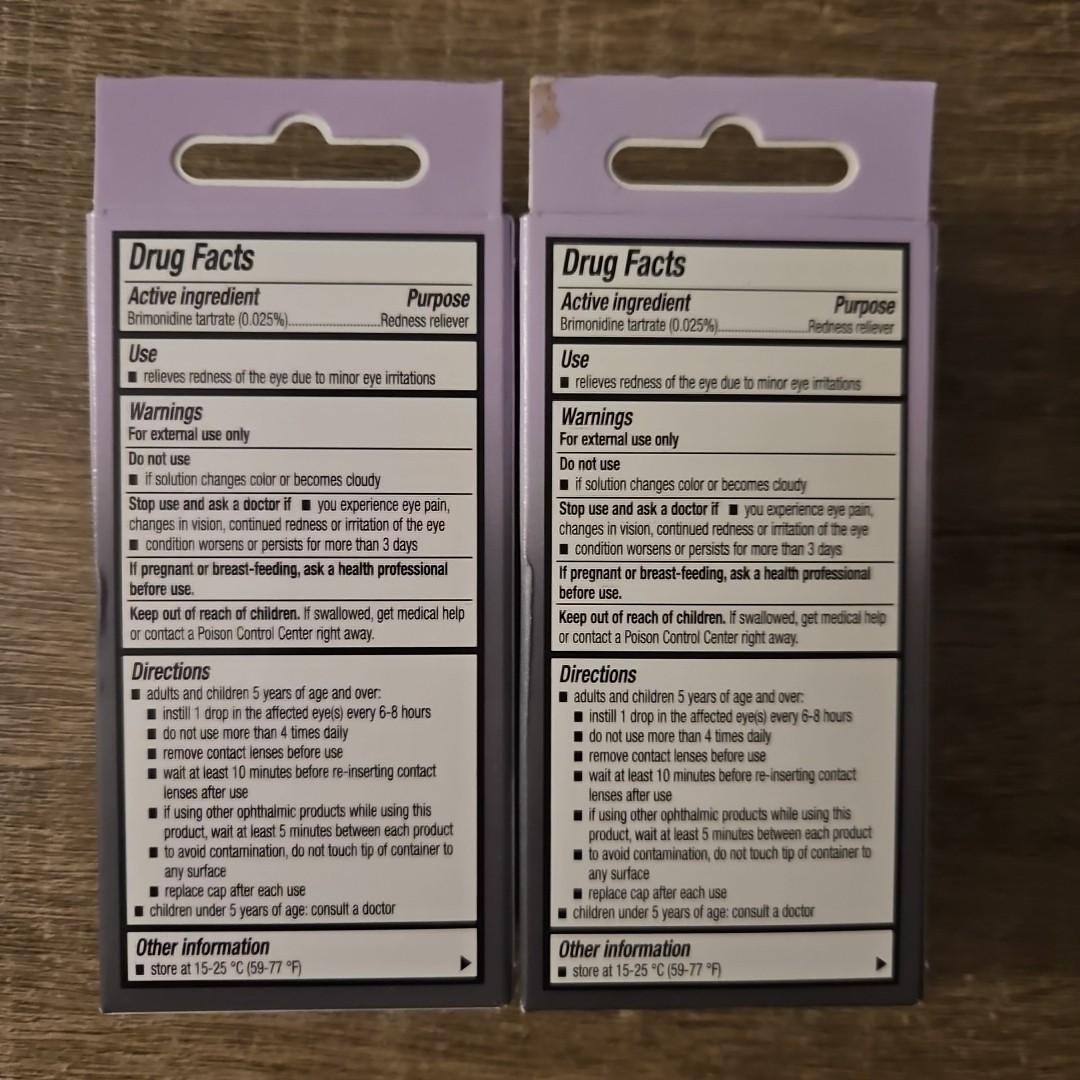 Drug Facts
Active ingredient Purpose
Brimonidine tartrate (0.025%)..........................Redness reliever
Use
■ relieves redness of the eye due to minor eye irritations
Warnings
For external use only
Do not use
■ if solution changes color or becomes cloudy
Stop use and ask a doctor if ■ you experience eye pain,
changes in vision, continued redness or irritation of the eye
■ condition worsens or persists for more than 3 days
If pregnant or breast-feeding, ask a health professional
before use.
Keep out of reach of children. If swallowed, get medical help
or contact a Poison Control Center right away.
Directions
■ adults and children 5 years of age and over:
■ instill 1 drop in the affected eye(s) every 6-8 hours
■ do not use more than 4 times daily
■ remove contact lenses before use
■ wait at least 10 minutes before re-inserting contact
lenses after use
■ if using other ophthalmic products while using this
product, wait at least 5 minutes between each product
■ to avoid contamination, do not touch tip of container to
any surface
■ replace cap after each use
■ children under 5 years of age: consult a doctor
Other information
■ store at 15-25 °C (59-77 °F)
Drug Facts
Active ingredient Purpose
Brimonidine tartrate (0.025%)..........................Redness reliever
Use
■ relieves redness of the eye due to minor eye irritations
Warnings
For external use only
Do not use
■ if solution changes color or becomes cloudy
Stop use and ask a doctor if ■ you experience eye pain,
changes in vision, continued redness or irritation of the eye
■ condition worsens or persists for more than 3 days
If pregnant or breast-feeding, ask a health professional
before use.
Keep out of reach of children. If swallowed, get medical help
or contact a Poison Control Center right away.
Directions
■ adults and children 5 years of age and over:
■ instill 1 drop in the affected eye(s) every 6-8 hours
■ do not use more than 4 times daily
■ remove contact lenses before use
■ wait at least 10 minutes before re-inserting contact
lenses after use
■ if using other ophthalmic products while using this
product, wait at least 5 minutes between each product
■ to avoid contamination, do not touch tip of container to
any surface
■ replace cap after each use
■ children under 5 years of age: consult a doctor
Other information
■ store at 15-25 °C (59-77 °F)